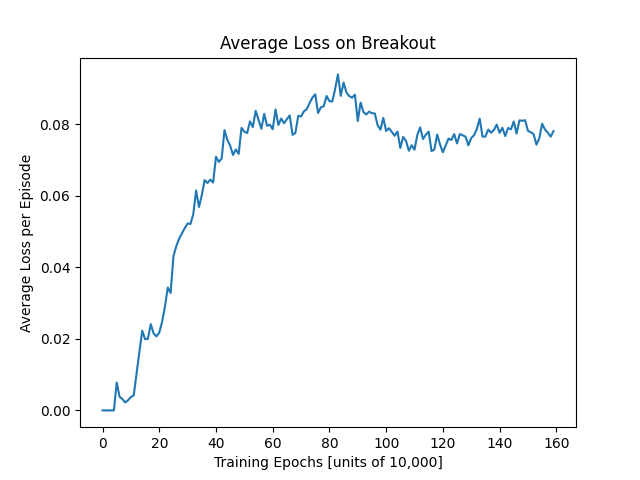 Average Loss on Breakout
Average Loss per Episode
0.08
0.06
0.04
0.02
0.00
0 20 40 60 80 100 120 140 160
Training Epochs [units of 10,000]